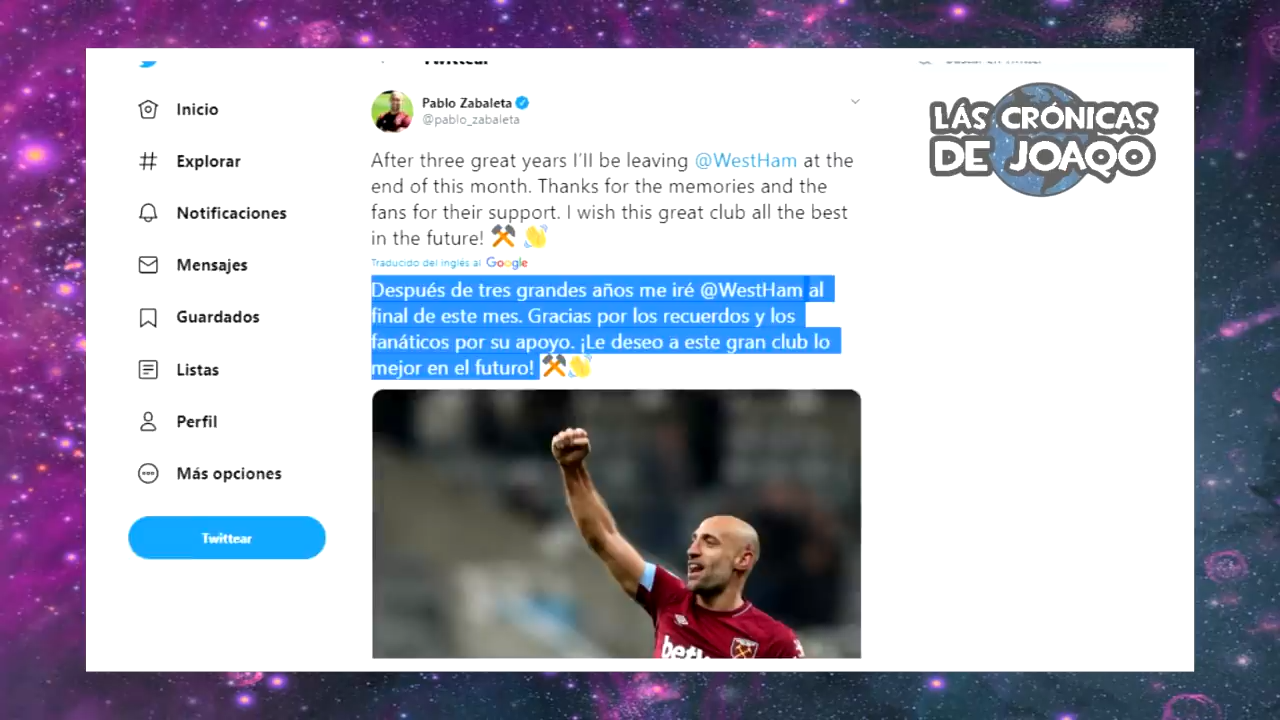 Twittear
Inicio
Explorar
Notificaciones
Mensajes
Guardados
Listas
Perfil
Más opciones
Twittear
Pablo Zabaleta
@pablo_zabaleta
After three great years I'll be leaving @WestHam at the
end of this month. Thanks for the memories and the
fans for their support. I wish this great club all the best
in the future! ⚒ 👋
Traducido del inglés al Google
Después de tres grandes años me iré @WestHam al
final de este mes. Gracias por los recuerdos y los
fanáticos por su apoyo. ¡Le deseo a este gran club lo
mejor en el futuro! ⚒👋
LÁS CRÓNICAS
DE JOAQO